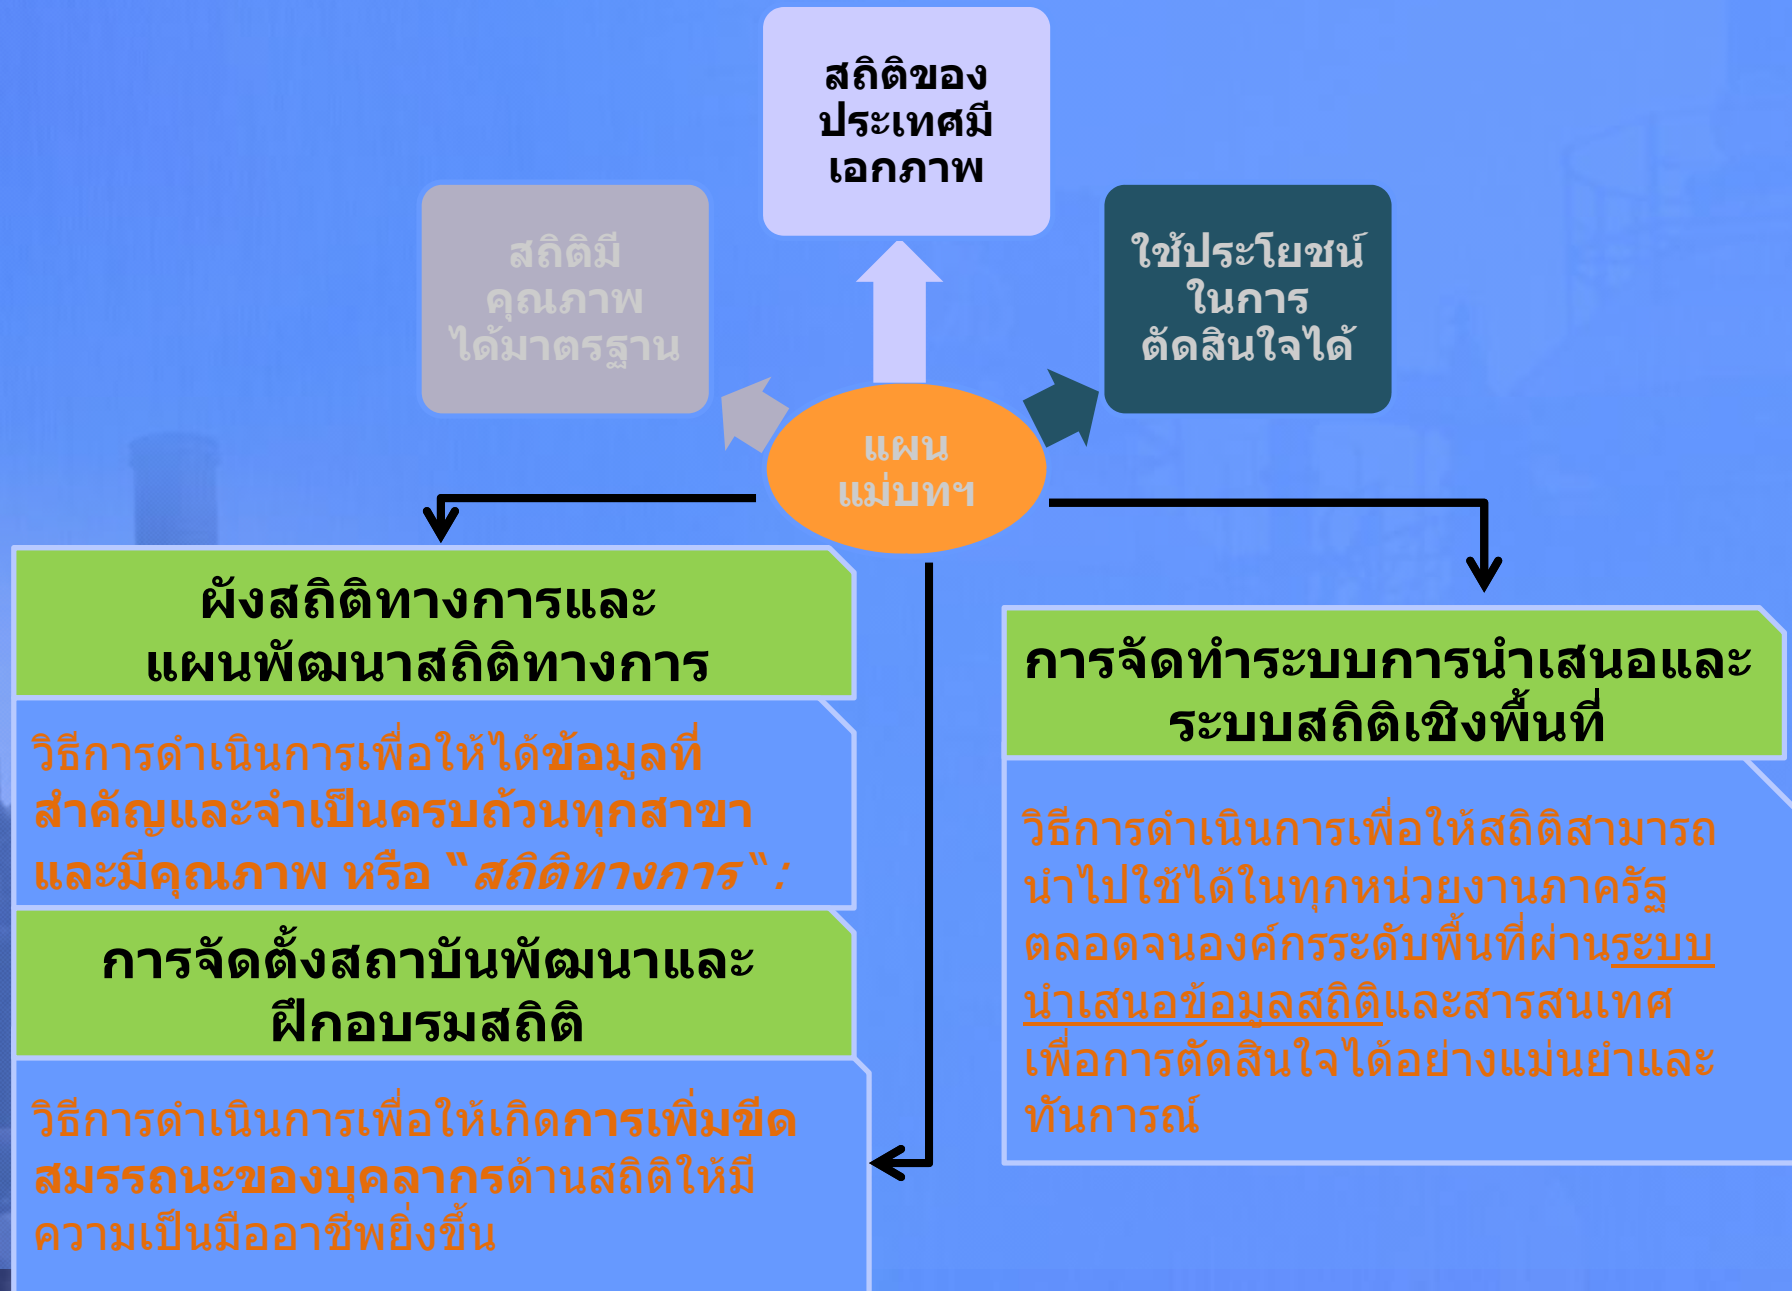 สถิติของ
ประเทศมี
เอกภาพ
สถิติมี
คุณภาพ
ได้มาตรฐาน
ใช้ประโยชน์
ในการ
ตัดสินใจได้
แผน
แม่บทฯ
ผังสถิติทางการและ
แผนพัฒนาสถิติทางการ
วิธีการดำเนินการเพื่อให้ได้ข้อมูลที่
สำคัญและจำเป็นครบถ้วนทุกสาขา
และมีคุณภาพ หรือ “สถิติทางการ“:
การจัดตั้งสถาบันพัฒนาและ
ฝึกอบรมสถิติ
วิธีการดำเนินการเพื่อให้เกิดการเพิ่มขีด
สมรรถนะของบุคลากรด้านสถิติให้มี
ความเป็นมืออาชีพยิ่งขึ้น
การจัดทำระบบการนำเสนอและ
ระบบสถิติเชิงพื้นที่
วิธีการดำเนินการเพื่อให้สถิติสามารถ
นำไปใช้ได้ในทุกหน่วยงานภาครัฐ
ตลอดจนองค์กรระดับพื้นที่ผ่านระบบ
นำเสนอข้อมูลสถิติและสารสนเทศ
เพื่อการตัดสินใจได้อย่างแม่นยำและ
ทันการณ์